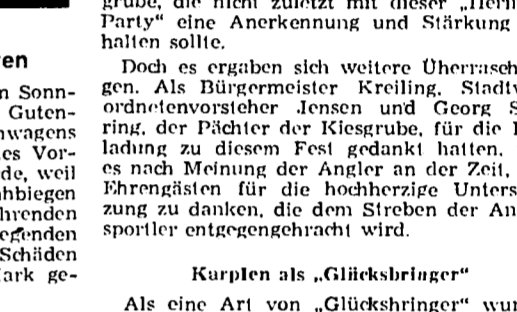 en
n Sonn-
Guten-
wagens
es Vor-
de, weil
hbiegen
hrenden
egenden
Schäden
ark ge-
grube, die nicht zuletzt mit dieser „Herr
Party“ eine Anerkennung und Stärkung
halten sollte.
Doch es ergaben sich weitere Überrasch
gen. Als Bürgermeister Kreiling, Stadtv
ordnetenvorsteher Jensen und Georg S
ring, der Pächter der Kiesgrube, für die
ladung zu diesem Fest gedankt hatten,
es nach Meinung der Angler an der Zeit,
Ehrengästen für die hochherzige Unters
zung zu danken, die dem Streben der An
sportler entgegengebracht wird.
Karpfen als „Glücksbringer“
Als eine Art von „Glücksbringer“ wur